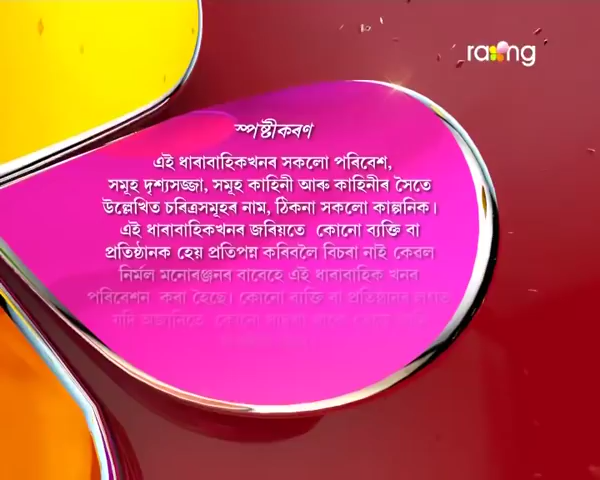 rang
স্পষ্টীকৰণ
এই ধাৰাবাহিকখনৰ সকলো পৰিবেশ,
সমূহ দৃশ্যসজ্জা, সমূহ কাহিনী আৰু কাহিনীৰ সৈতে
উল্লেখিত চৰিত্ৰসমূহৰ নাম, ঠিকনা সকলো কাল্পনিক।
এই ধাৰাবাহিকখনৰ জৰিয়তে কোনো ব্যক্তি বা
প্ৰতিষ্ঠানক হেয় প্ৰতিপন্ন কৰিবলৈ বিচৰা নাই কেৱল
নিৰ্মল মনোৰঞ্জনৰ বাবেহে এই ধাৰাবাহিক খনৰ
পৰিবেশন কৰা হৈছে। কোনো ব্যক্তি বা প্ৰতিষ্ঠানৰ লগত
যদি অজানিতে কোনো